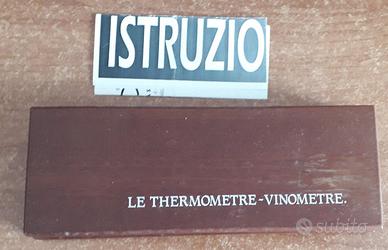 ISTRUZIO
LE THERMOMETRE-VINOMETRE.
subito